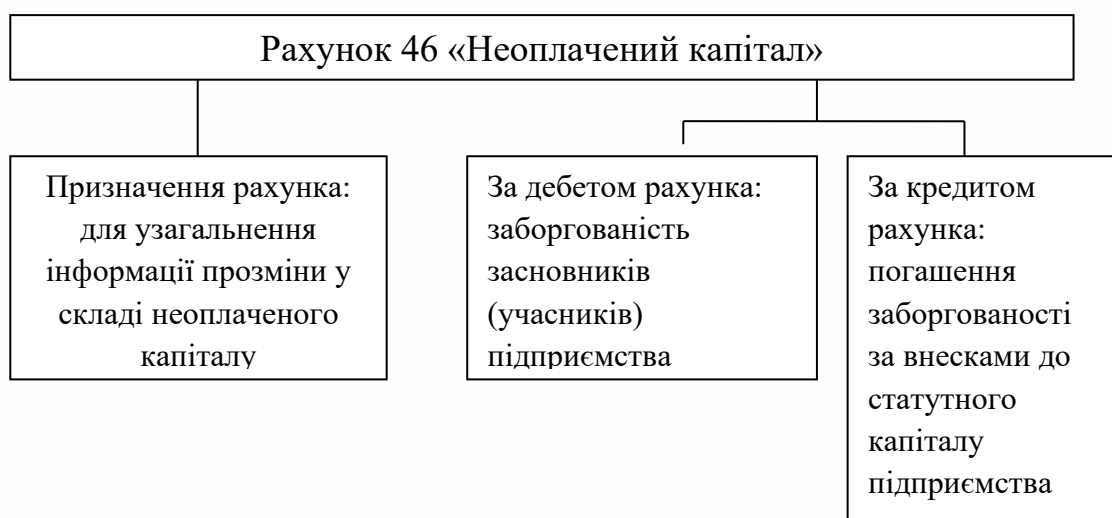 Рахунок 46 «Неоплачений капітал»
Призначення рахунка:
для узагальнення
інформації прозміни у
складі неоплаченого
капіталу
За дебетом рахунка:
заборгованість
засновників
(учасників)
підприємства
За кредитом
рахунка:
погашення
заборгованості
за внесками до
статутного
капіталу
підприємства